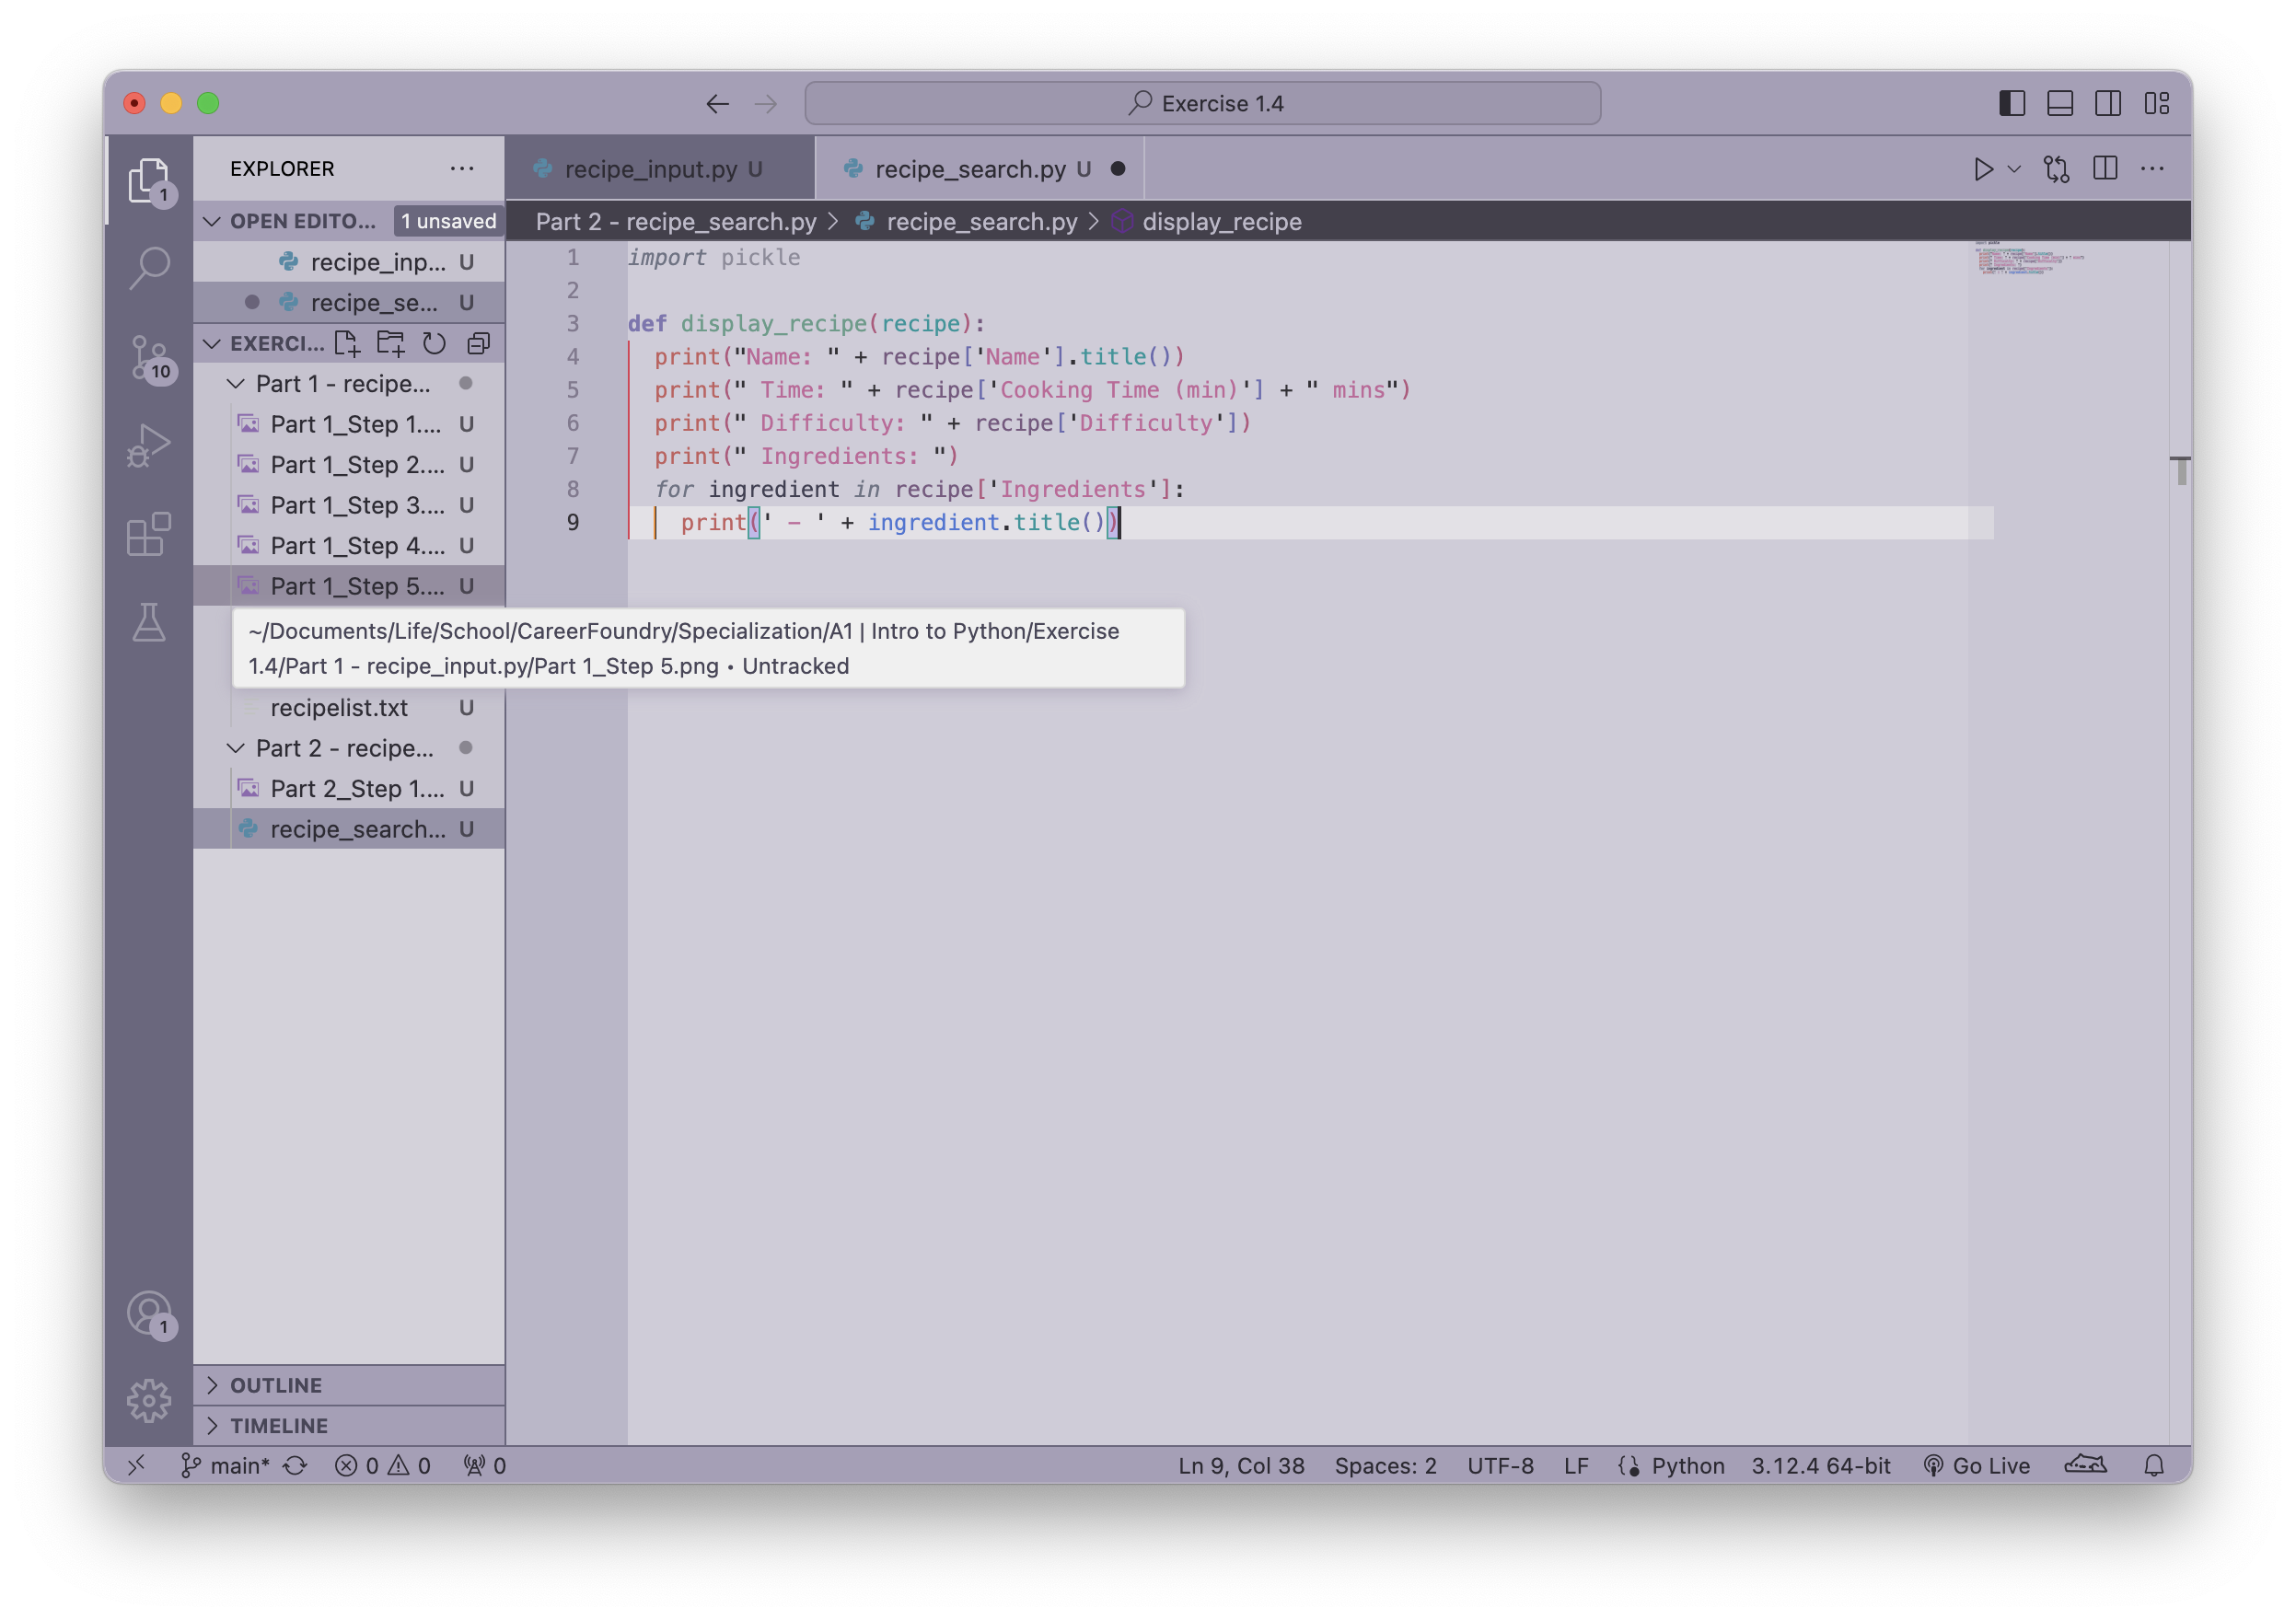 Exercise 1.4
EXPLORER ···
recipe_input.py U
recipe_search.py U
OPEN EDITO... 1 unsaved
Part 2 - recipe_search.py > recipe_search.py > display_recipe
recipe_inp... U
recipe_se... U
EXERCI...
Part 1 - recipe...
Part 1_Step 1.... U
Part 1_Step 2.... U
Part 1_Step 3.... U
Part 1_Step 4.... U
Part 1_Step 5.... U
~/Documents/Life/School/CareerFoundry/Specialization/A1 | Intro to Python/Exercise
1.4/Part 1 - recipe_input.py/Part 1_Step 5.png • Untracked
recipelist.txt U
Part 2 - recipe...
Part 2_Step 1.... U
recipe_search... U
1 import pickle
2
3 def display_recipe(recipe):
4   print("Name: " + recipe['Name'].title())
5   print(" Time: " + recipe['Cooking Time (min)'] + " mins")
6   print(" Difficulty: " + recipe['Difficulty'])
7   print(" Ingredients: ")
8   for ingredient in recipe['Ingredients']:
9     print(' - ' + ingredient.title())
1
10
1
OUTLINE
TIMELINE
main* 0 0 0 Ln 9, Col 38 Spaces: 2 UTF-8 LF Python 3.12.4 64-bit Go Live